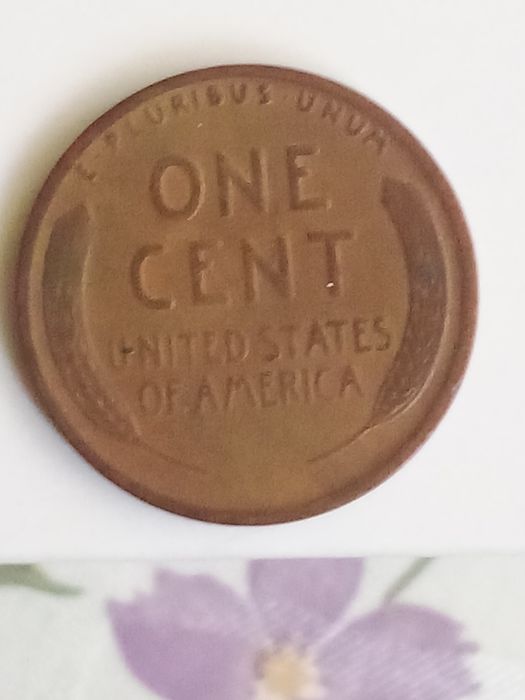 E PLURIBUS UNUM
ONE
CENT
UNITED STATES
OF AMERICA